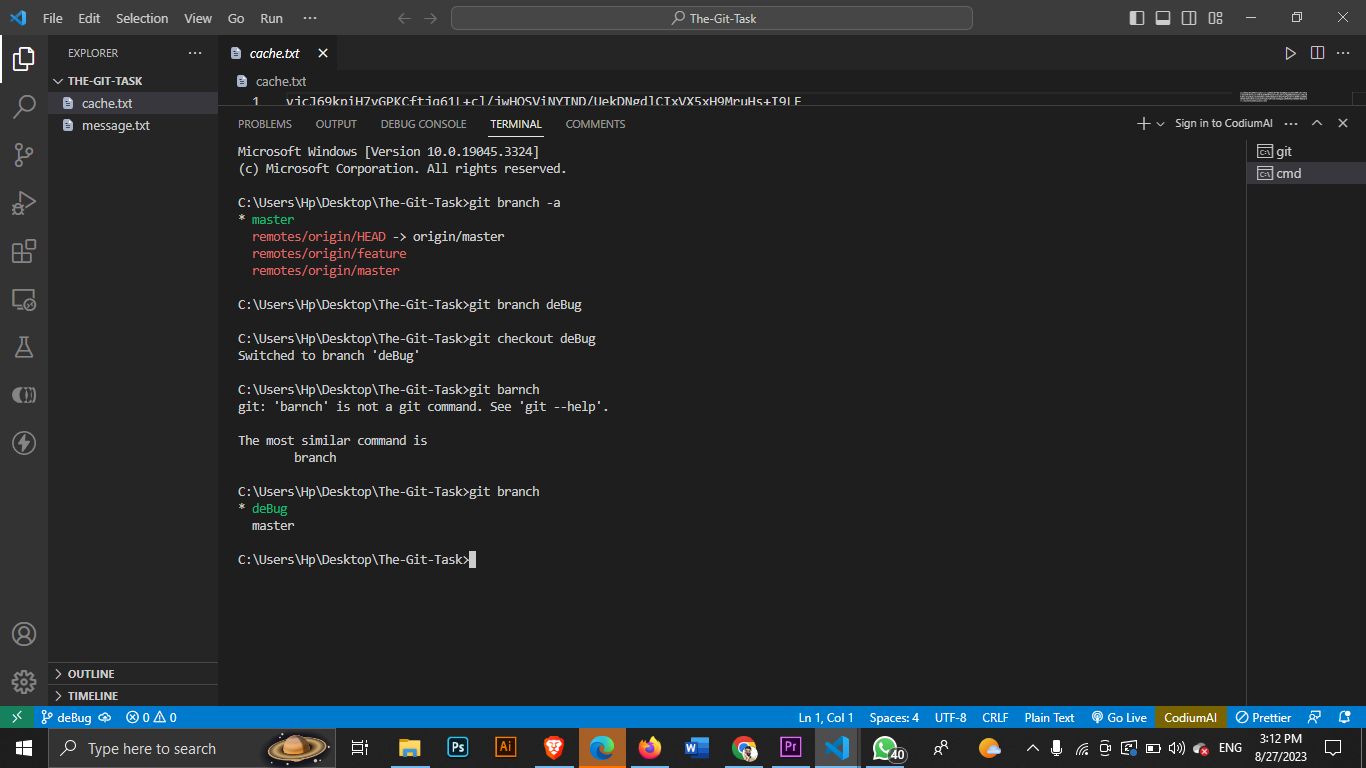 File Edit Selection View Go Run ··· The-Git-Task
EXPLORER ···
THE-GIT-TASK
cache.txt
message.txt
OUTLINE
TIMELINE
cache.txt
cache.txt
1
PROBLEMS OUTPUT DEBUG CONSOLE TERMINAL COMMENTS
Sign in to CodiumAI ···
git
cmd
Microsoft Windows [Version 10.0.19045.3324]
(c) Microsoft Corporation. All rights reserved.
C:\Users\Hp\Desktop\The-Git-Task>git branch -a
* master
remotes/origin/HEAD -> origin/master
remotes/origin/feature
remotes/origin/master
C:\Users\Hp\Desktop\The-Git-Task>git branch deBug
C:\Users\Hp\Desktop\The-Git-Task>git checkout deBug
Switched to branch 'deBug'
C:\Users\Hp\Desktop\The-Git-Task>git barnch
git: 'barnch' is not a git command. See 'git --help'.
The most similar command is
branch
C:\Users\Hp\Desktop\The-Git-Task>git branch
* deBug
master
C:\Users\Hp\Desktop\The-Git-Task>
deBug 0 0 Ln 1, Col 1 Spaces: 4 UTF-8 CRLF Plain Text Go Live CodiumAI Prettier
Type here to search Ps Ai W Pr 40 ENG 3:12 PM
8/27/2023